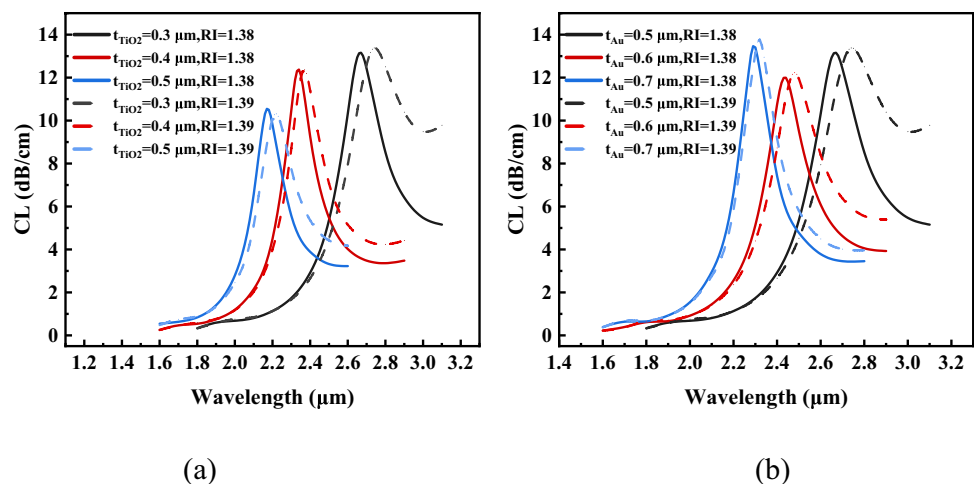 14
12
10
8
6
4
2
0
CL (dB/cm)
t_TiO2=0.3 μm,RI=1.38
t_TiO2=0.4 μm,RI=1.38
t_TiO2=0.5 μm,RI=1.38
t_TiO2=0.3 μm,RI=1.39
t_TiO2=0.4 μm,RI=1.39
t_TiO2=0.5 μm,RI=1.39
1.2 1.4 1.6 1.8 2.0 2.2 2.4 2.6 2.8 3.0 3.2
Wavelength (μm)
(a)
14
12
10
8
6
4
2
0
CL (dB/cm)
t_Au=0.5 μm,RI=1.38
t_Au=0.6 μm,RI=1.38
t_Au=0.7 μm,RI=1.38
t_Au=0.5 μm,RI=1.39
t_Au=0.6 μm,RI=1.39
t_Au=0.7 μm,RI=1.39
1.4 1.6 1.8 2.0 2.2 2.4 2.6 2.8 3.0 3.2
Wavelength (μm)
(b)